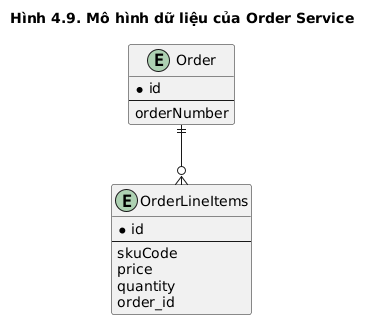 Hình 4.9. Mô hình dữ liệu của Order Service
E Order
* id
orderNumber
E OrderLineItems
* id
skuCode
price
quantity
order_id